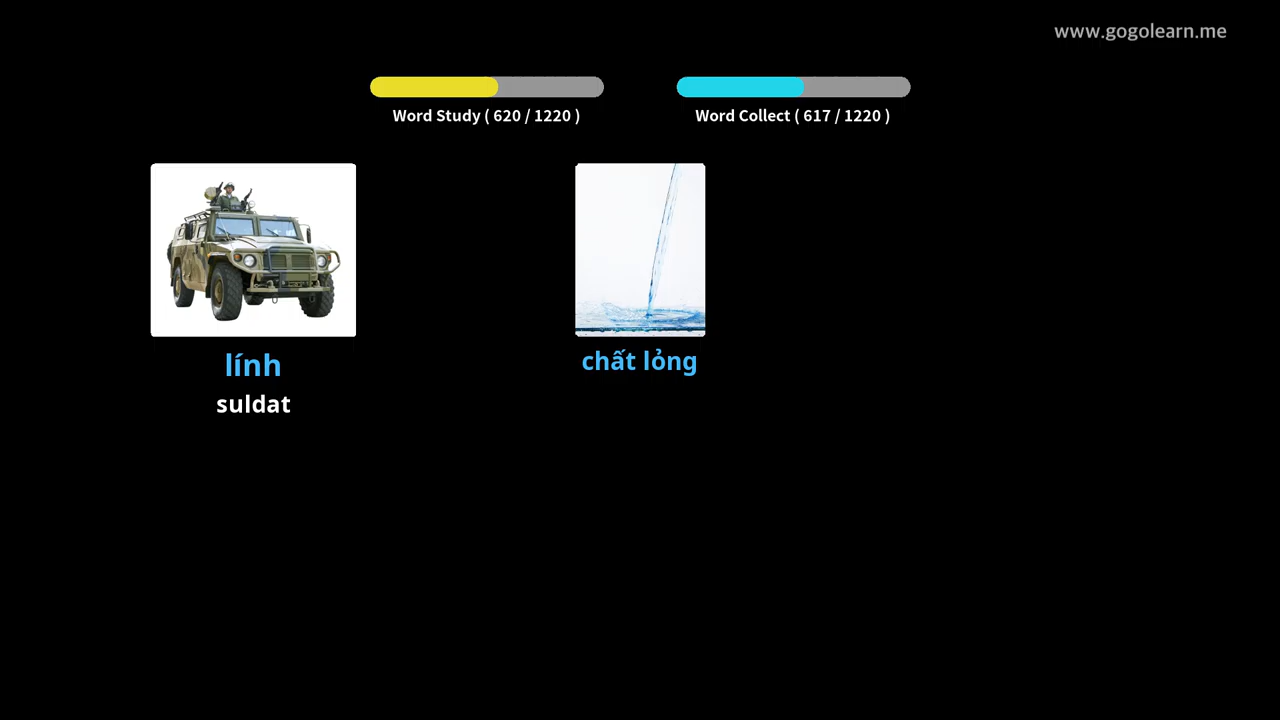 www.gogolearn.me
Word Study ( 620 / 1220 )
Word Collect ( 617 / 1220 )
lính
chất lỏng
suldat